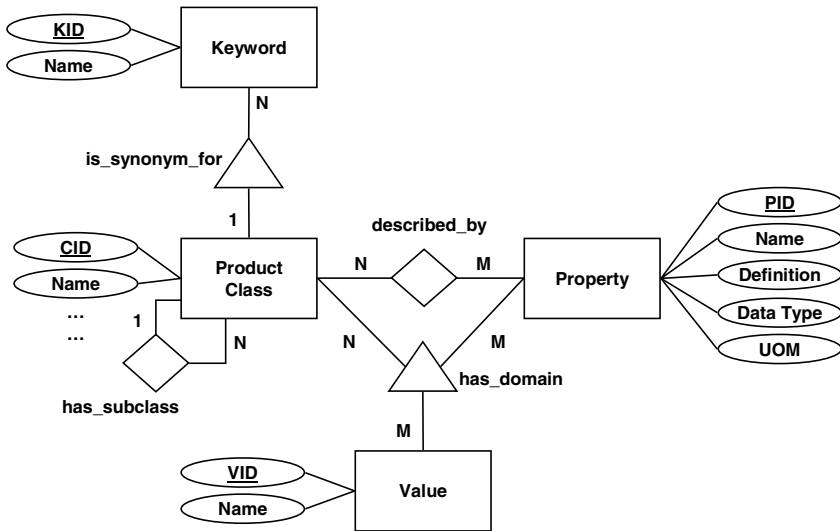 KID
Name
Keyword
N
is_synonym_for
1
described_by
CID
Name
...
...
Product
Class
N
M
Property
PID
Name
Definition
Data Type
UOM
1
N
has_subclass
N
M
has_domain
M
VID
Name
Value